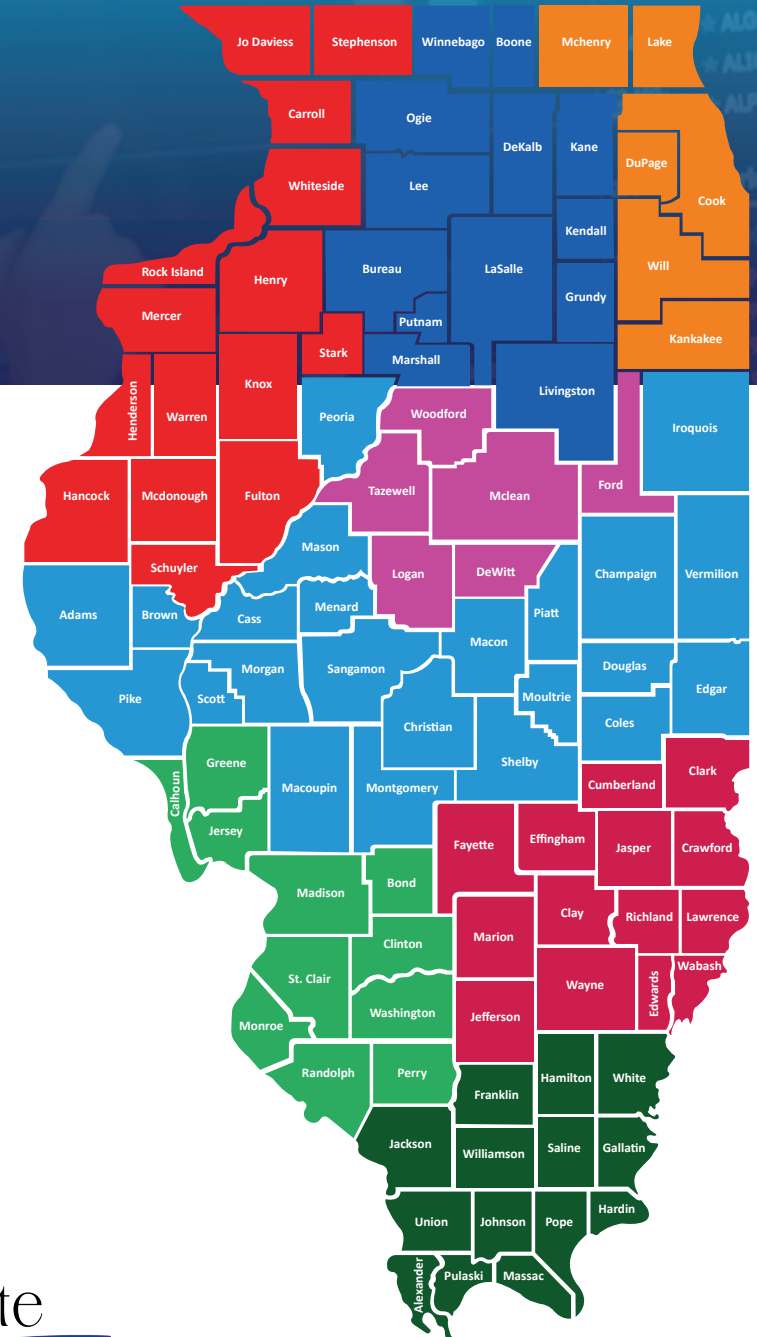 ★ ALG
★ ALI
ALP
Jo Daviess
Stephenson
Winnebago
Boone
Mchenry
Lake
Carroll
Ogie
DeKalb
Kane
DuPage
Cook
Whiteside
Lee
Kendall
Rock Island
Henry
Bureau
LaSalle
Will
Grundy
Mercer
Putnam
Kankakee
Stark
Marshall
Henderson
Warren
Knox
Peoria
Woodford
Livingston
Iroquois
Hancock
Mcdonough
Fulton
Tazewell
Mclean
Ford
Mason
Schuyler
Logan
DeWitt
Champaign
Vermilion
Adams
Brown
Cass
Menard
Macon
Piatt
Pike
Scott
Morgan
Sangamon
Christian
Moultrie
Douglas
Edgar
Coles
Calhoun
Greene
Macoupin
Montgomery
Shelby
Cumberland
Clark
Jersey
Fayette
Effingham
Jasper
Crawford
Madison
Bond
Clay
Richland
Lawrence
Clinton
Marion
St. Clair
Wayne
Edwards
Wabash
Monroe
Washington
Jefferson
Randolph
Perry
Franklin
Hamilton
White
Jackson
Williamson
Saline
Gallatin
Union
Johnson
Pope
Hardin
Alexander
Pulaski
Massac
te